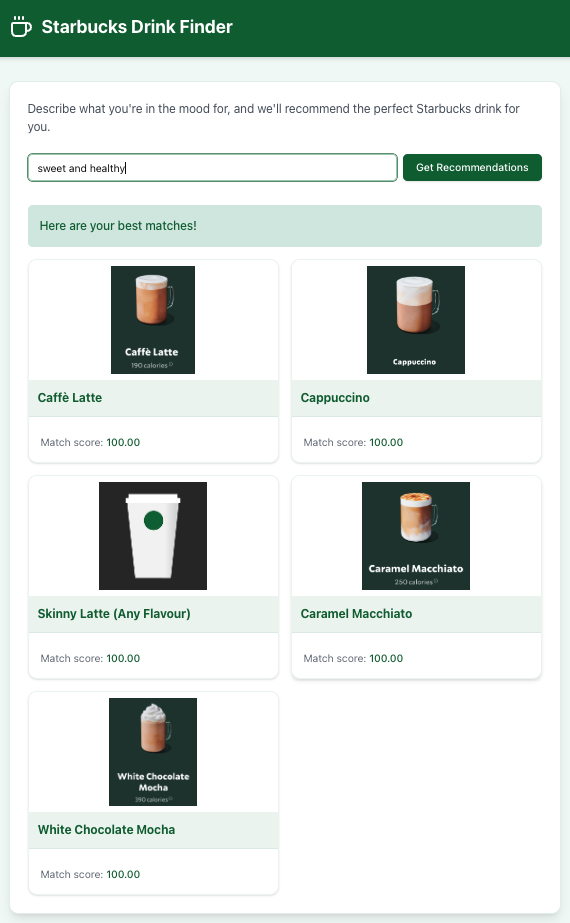 Starbucks Drink Finder
Describe what you're in the mood for, and we'll recommend the perfect Starbucks drink for
you.
sweet and healthy
Get Recommendations
Here are your best matches!
Caffè Latte
190 calories
Cappuccino
Caffè Latte
Cappuccino
Match score: 100.00
Match score: 100.00
Caramel Macchiato
250 calories
Skinny Latte (Any Flavour)
Caramel Macchiato
Match score: 100.00
Match score: 100.00
White Chocolate
Mocha
390 calories
White Chocolate Mocha
Match score: 100.00